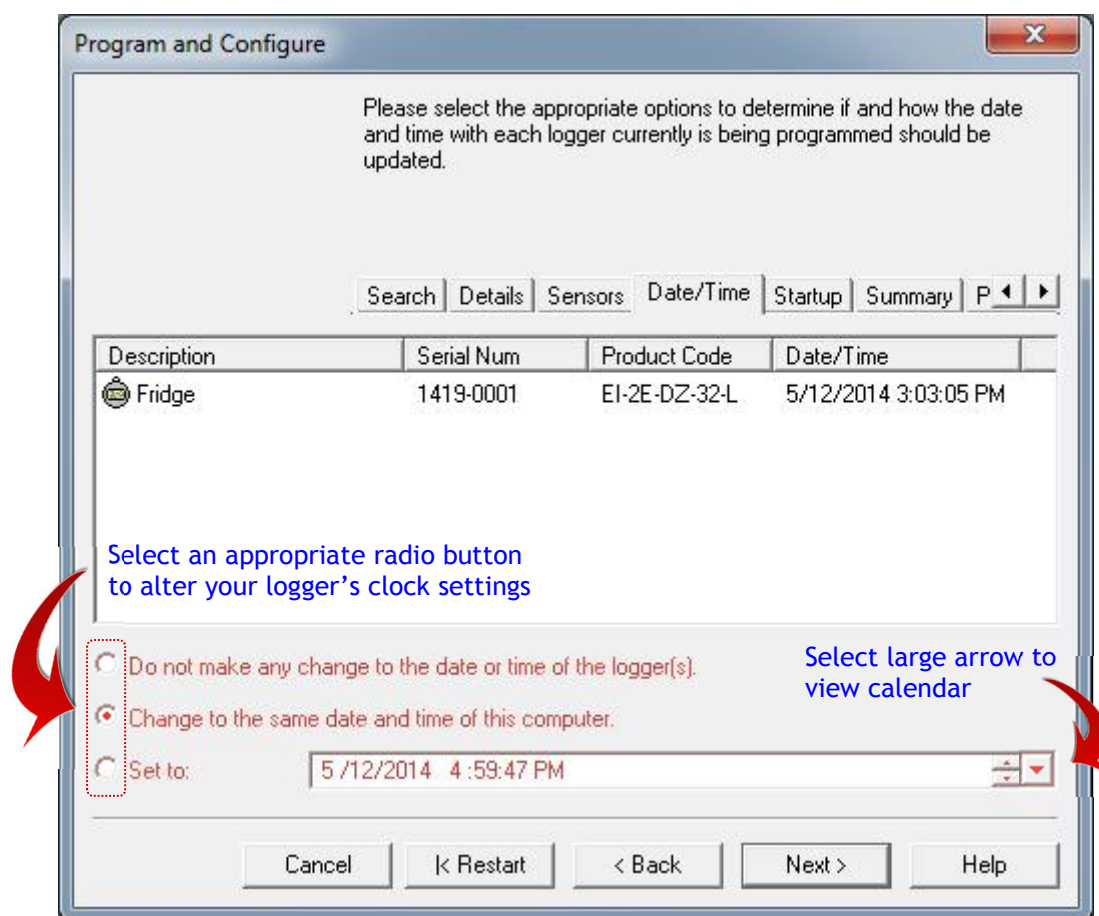 Program and Configure
Please select the appropriate options to determine if and how the date
and time with each logger currently is being programmed should be
updated.
Search Details Sensors Date/Time Startup Summary P
Description Serial Num Product Code Date/Time
Fridge 1419-0001 EI-2E-DZ-32-L 5/12/2014 3:03:05 PM
Select an appropriate radio button
to alter your logger’s clock settings
Do not make any change to the date or time of the logger(s).
Select large arrow to
view calendar
Change to the same date and time of this computer.
Set to: 5 /12/2014 4 :59:47 PM
Cancel |< Restart < Back Next > Help